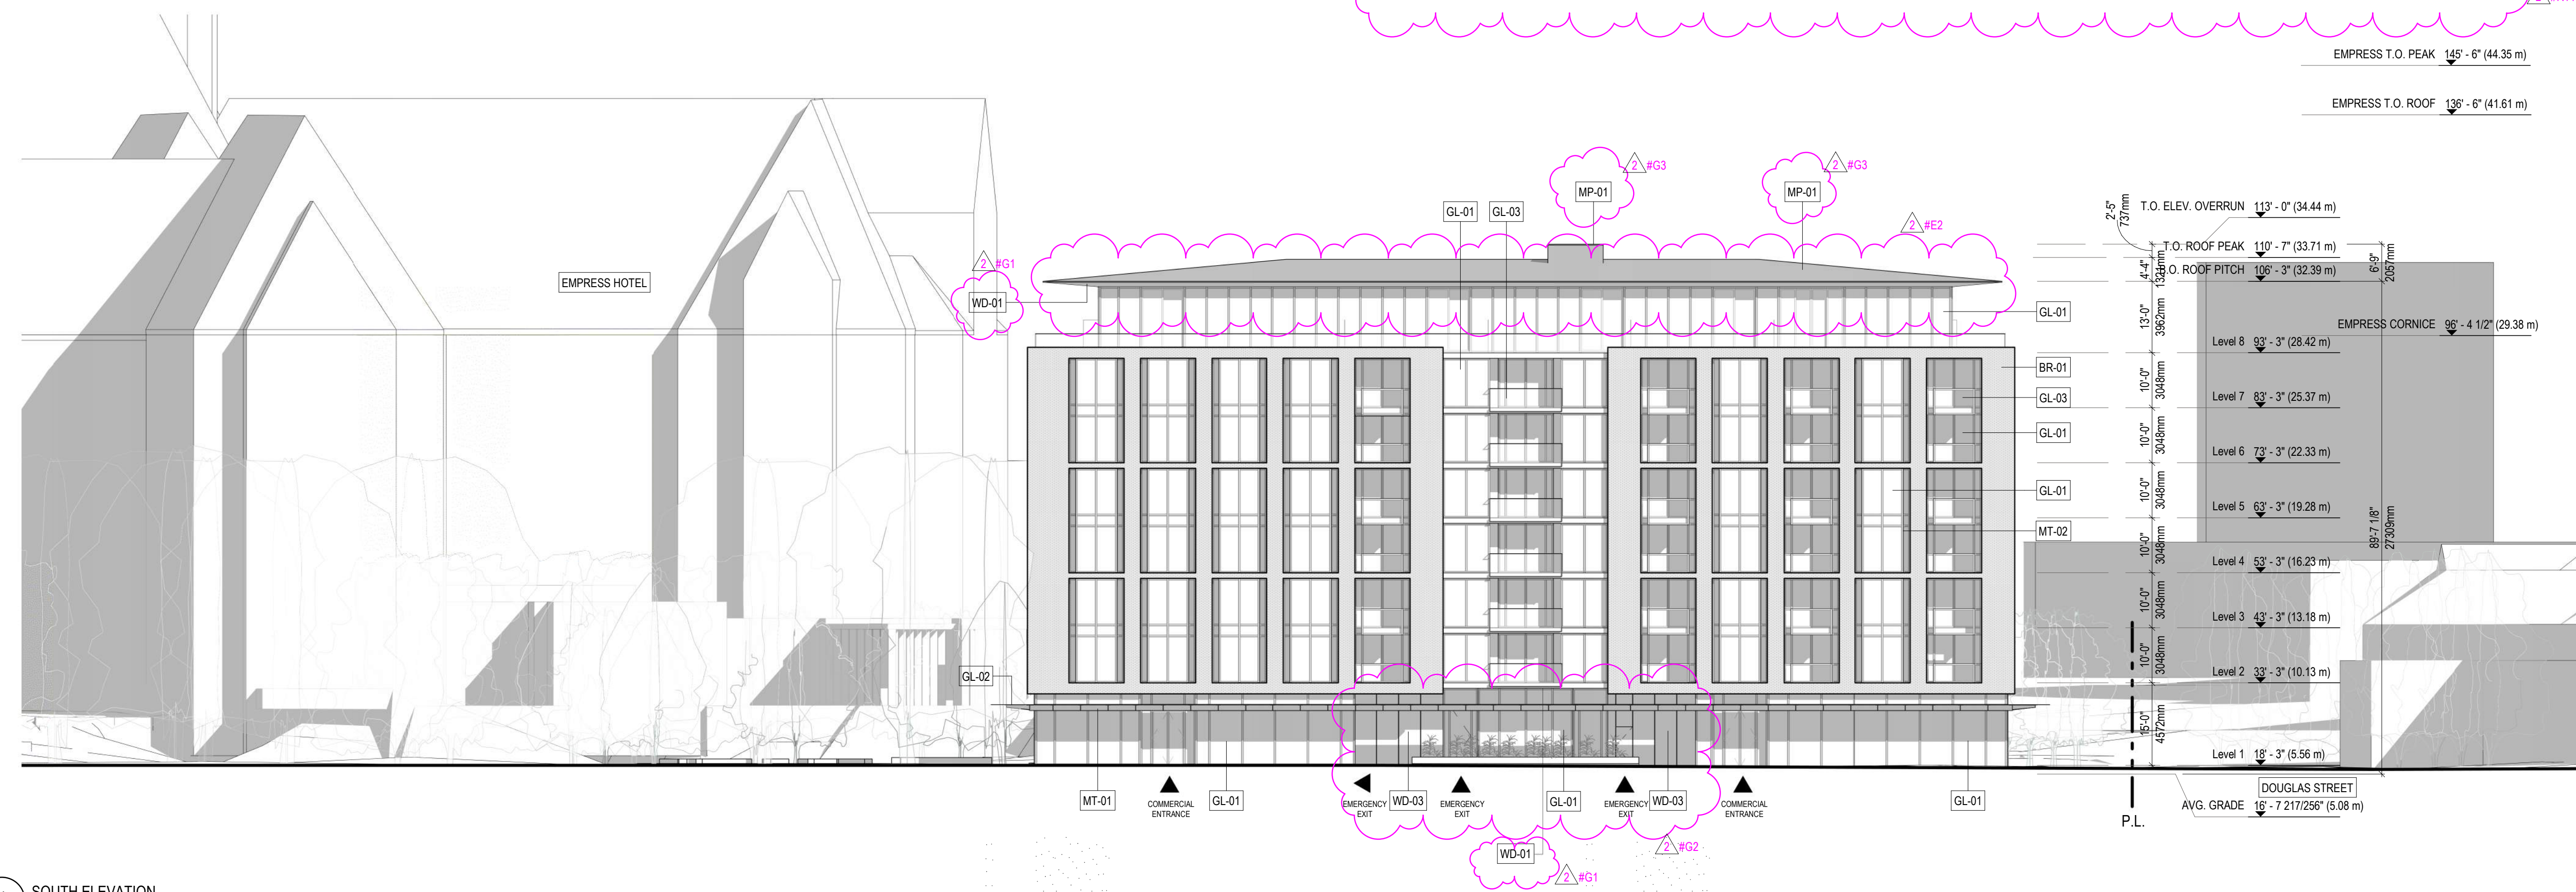 EMPRESS T.O. PEAK 145' - 6" (44.35 m)
EMPRESS T.O. ROOF 136' - 6" (41.61 m)
2 #G3
2 #G3
MP-01
MP-01
GL-01
GL-03
2 #E2
2'-5"
737mm
T.O. ELEV. OVERRUN 113' - 0" (34.44 m)
T.O. ROOF PEAK 110' - 7" (33.71 m)
B.O. ROOF PITCH 106' - 3" (32.39 m)
4'-4"
1321mm
6'-9"
2057mm
2 #G1
EMPRESS HOTEL
WD-01
GL-01
13'-0"
3962mm
EMPRESS CORNICE 96' - 4 1/2" (29.38 m)
Level 8 93' - 3" (28.42 m)
BR-01
10'-0"
3048mm
GL-03
Level 7 83' - 3" (25.37 m)
GL-01
10'-0"
3048mm
Level 6 73' - 3" (22.33 m)
GL-01
10'-0"
3048mm
Level 5 63' - 3" (19.28 m)
MT-02
89'-7 1/8"
27309mm
10'-0"
3048mm
Level 4 53' - 3" (16.23 m)
10'-0"
3048mm
Level 3 43' - 3" (13.18 m)
10'-0"
3048mm
GL-02
Level 2 33' - 3" (10.13 m)
15'-0"
4572mm
Level 1 18' - 3" (5.56 m)
DOUGLAS STREET
AVG. GRADE 16' - 7 217/256" (5.08 m)
P.L.
MT-01
COMMERCIAL
ENTRANCE
GL-01
EMERGENCY
EXIT
WD-03
EMERGENCY
EXIT
GL-01
EMERGENCY
EXIT
WD-03
COMMERCIAL
ENTRANCE
GL-01
WD-01
2 #G2
2 #G1
SOUTH ELEVATION